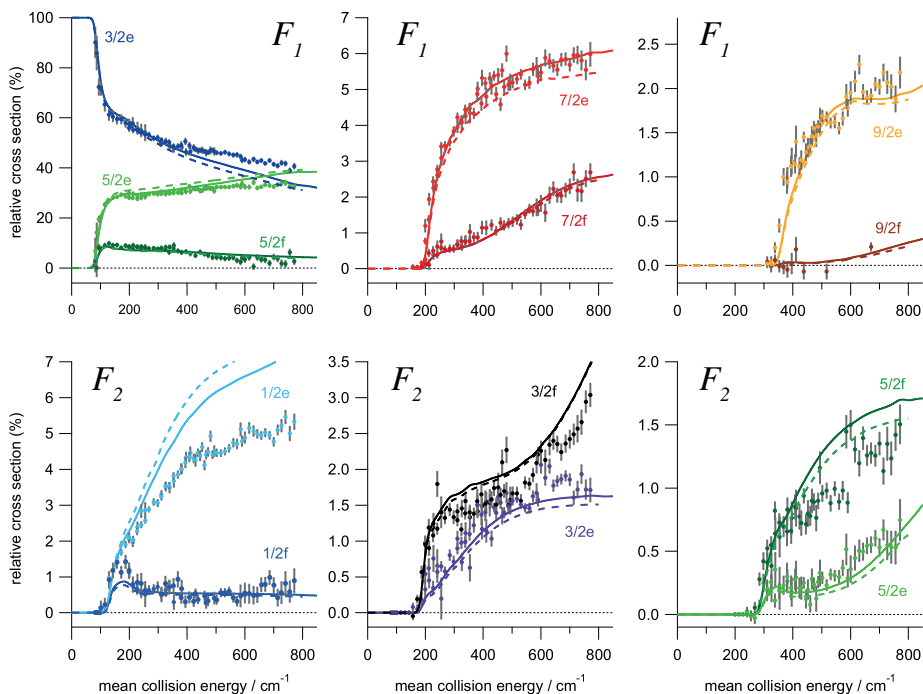 relative cross section (%)
100
80
60
40
20
0
0
200
400
600
800
3/2e
F1
5/2e
5/2f
7
6
5
4
3
2
1
0
0
200
400
600
800
F1
7/2e
7/2f
2.5
2.0
1.5
1.0
0.5
0.0
0
200
400
600
800
F1
9/2e
9/2f
relative cross section (%)
7
6
5
4
3
2
1
0
200
400
600
800
F2
1/2e
1/2f
mean collision energy / cm-1
3.5
3.0
2.5
2.0
1.5
1.0
0.5
0.0
0
200
400
600
800
F2
3/2f
3/2e
mean collision energy / cm-1
2.0
1.5
1.0
0.5
0.0
0
200
400
600
800
F2
5/2f
5/2e
mean collision energy / cm-1